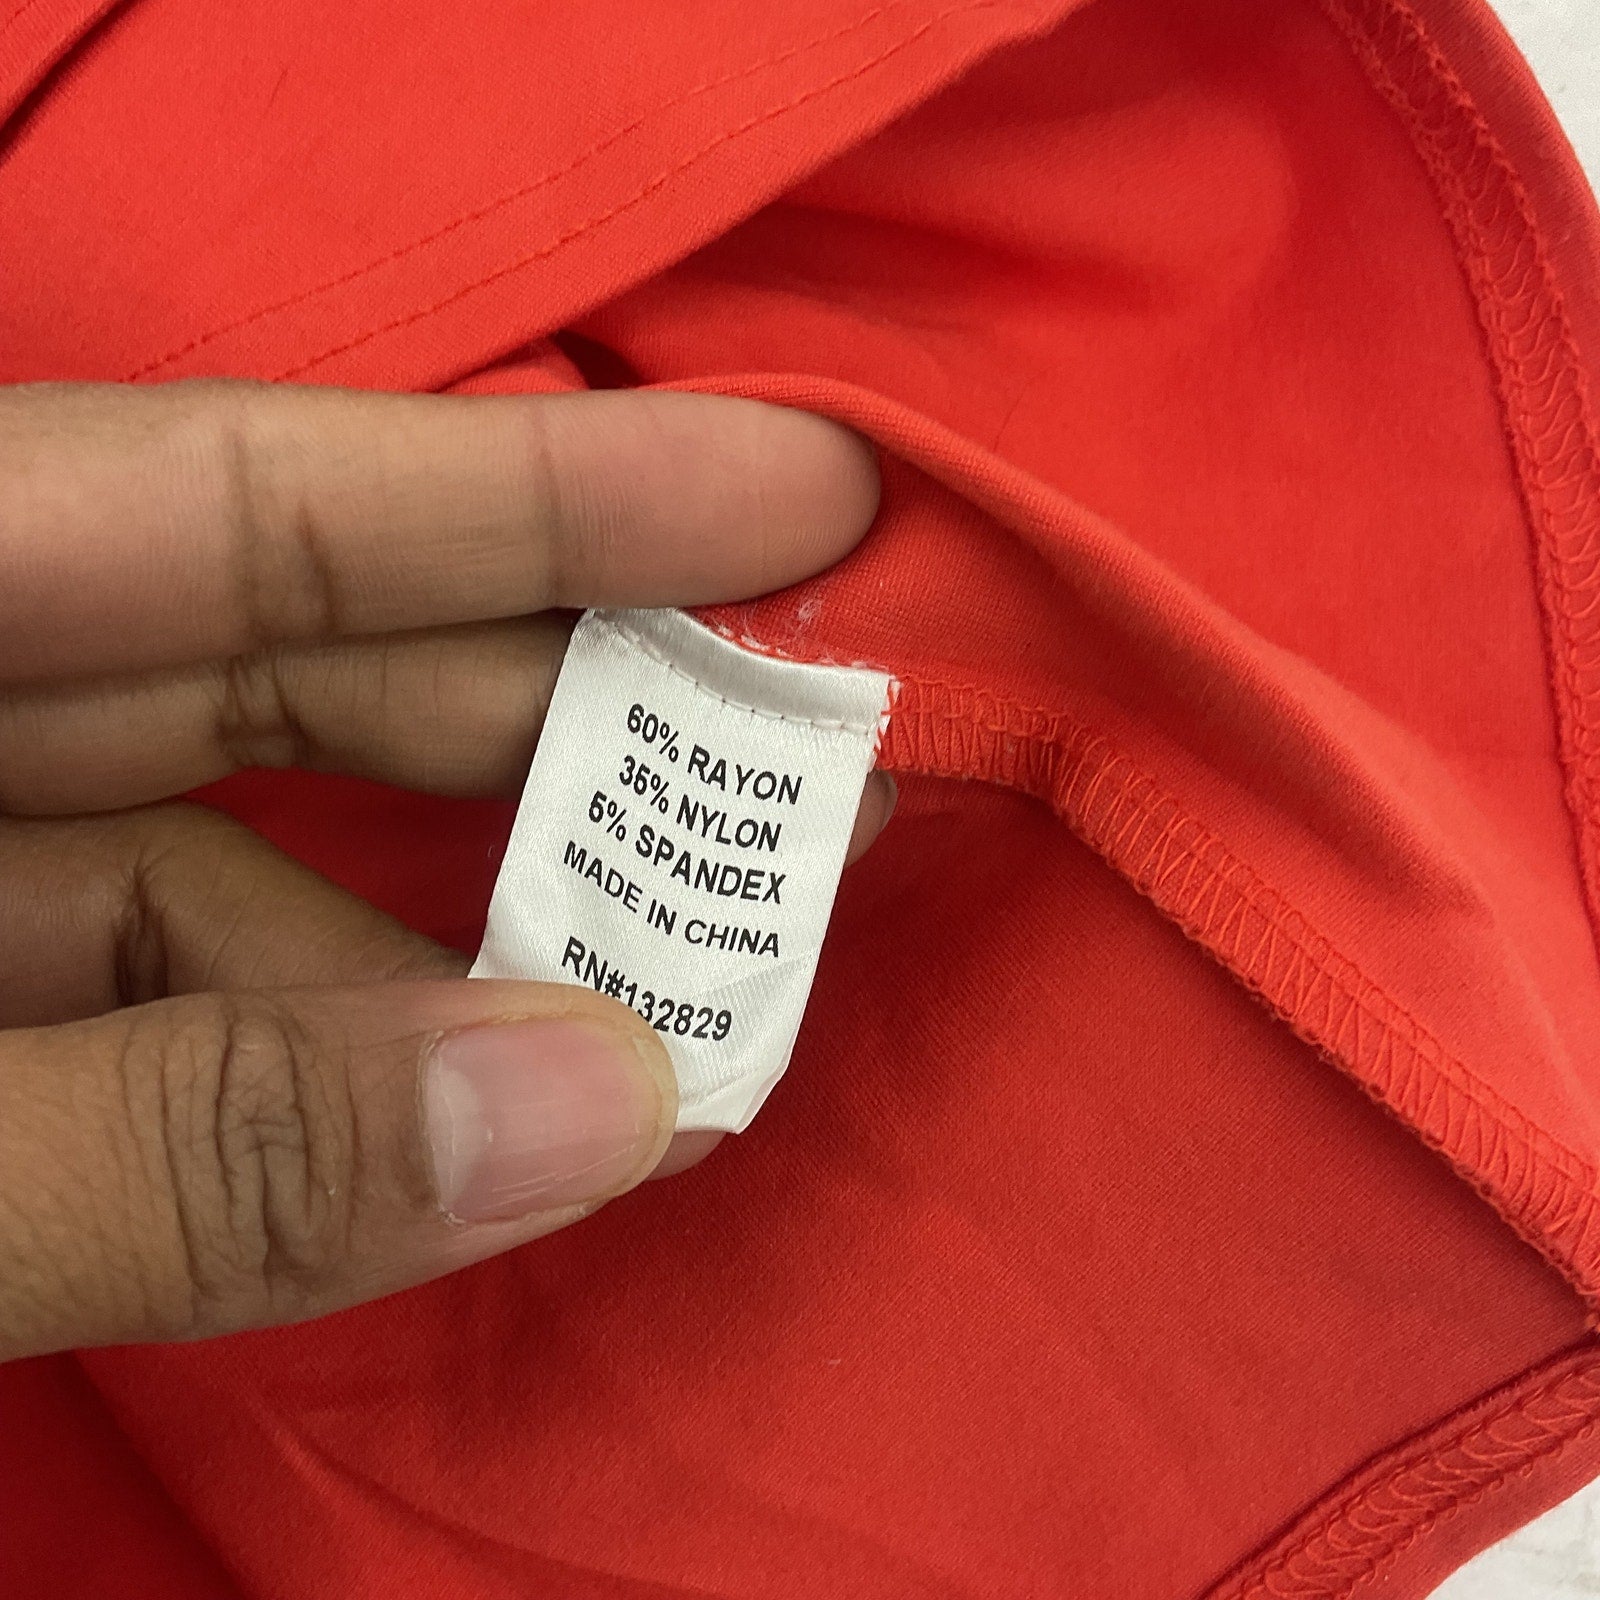 60% RAYON
35% NYLON
5% SPANDEX
MADE IN CHINA
RN#132829